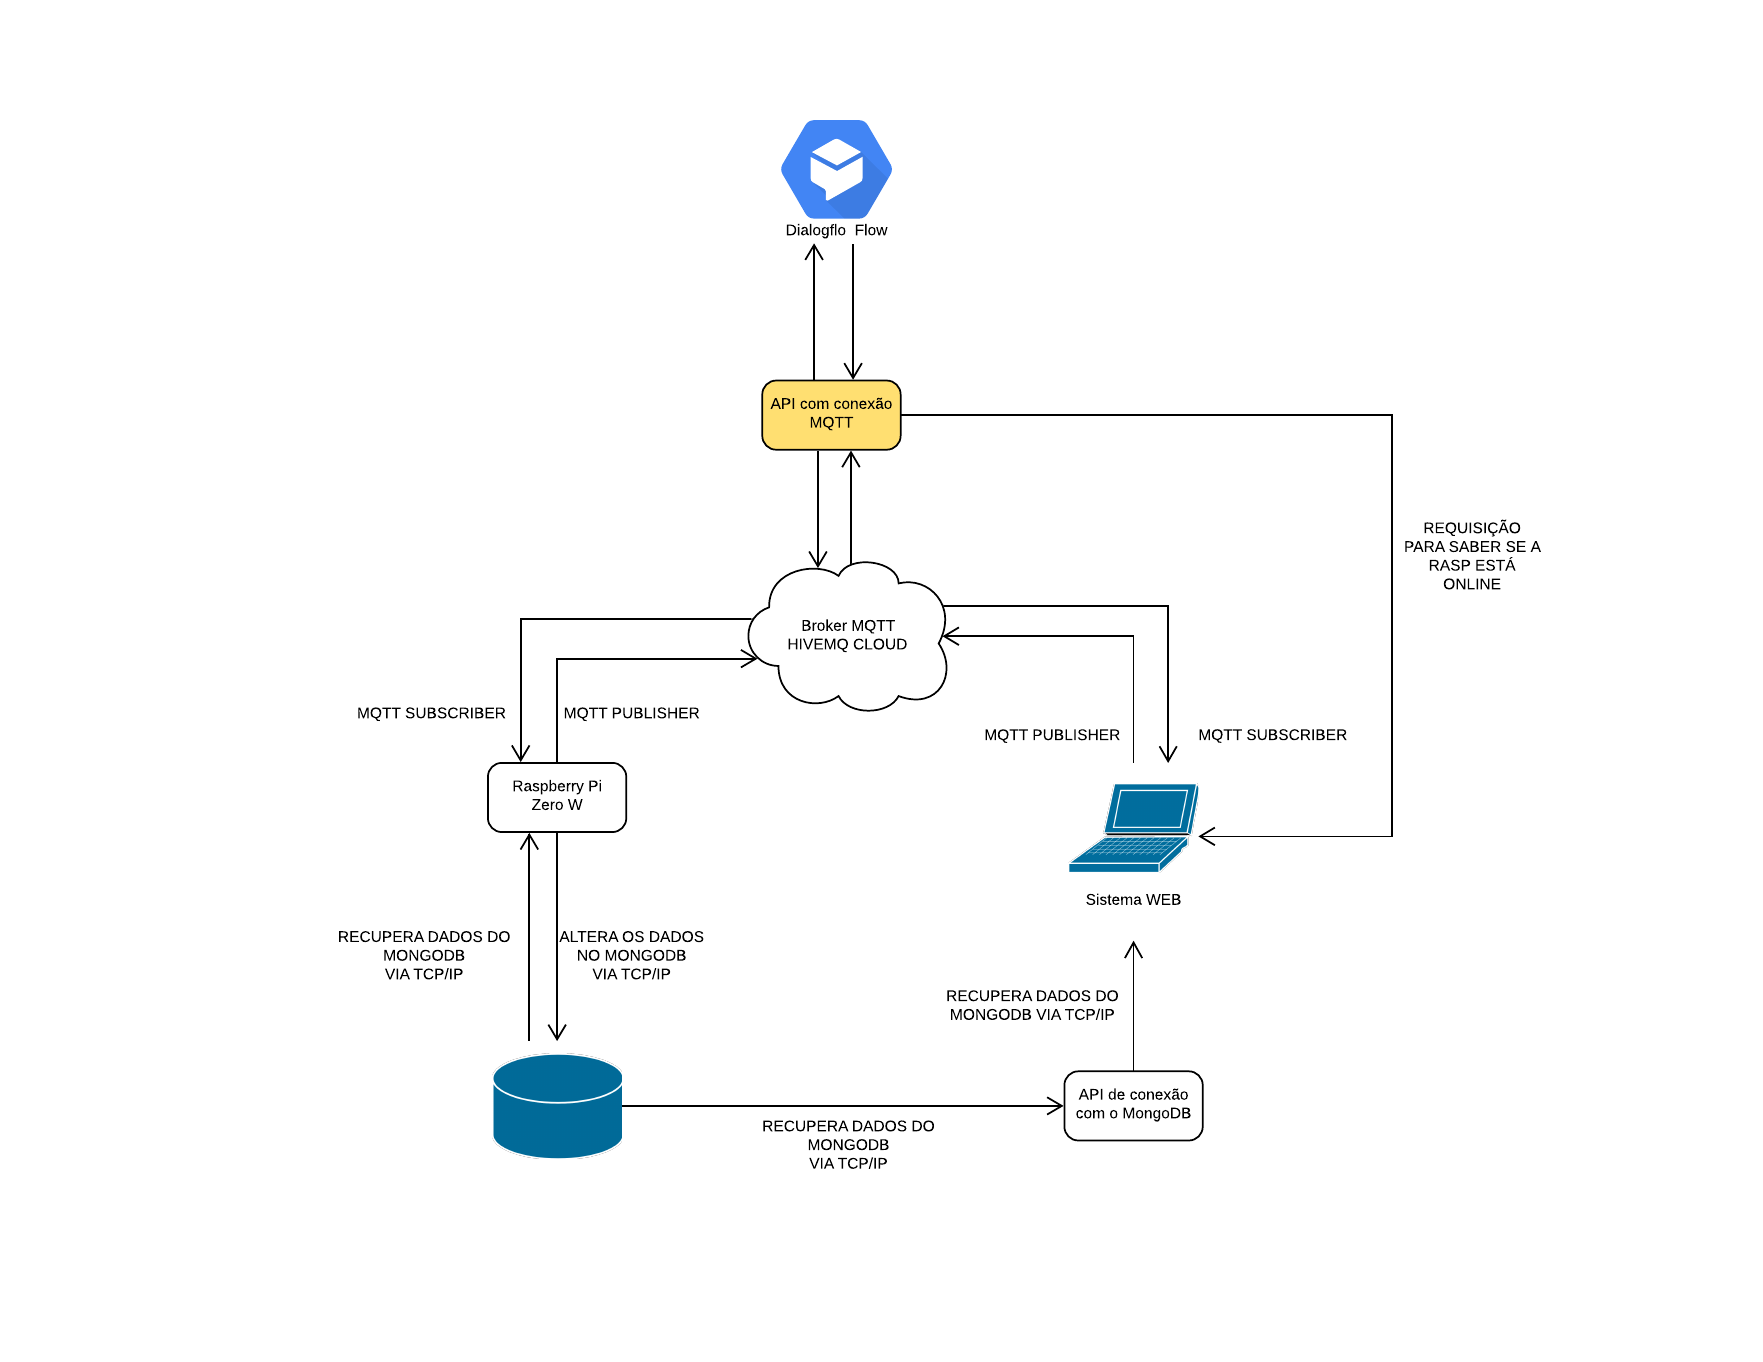 Dialogflo  Flow
API com conexão
MQTT
REQUISIÇÃO
PARA SABER SE A
RASP ESTÁ
ONLINE
Broker MQTT
HIVEMQ CLOUD
MQTT SUBSCRIBER
MQTT PUBLISHER
MQTT PUBLISHER
MQTT SUBSCRIBER
Raspberry Pi
Zero W
Sistema WEB
RECUPERA DADOS DO
MONGODB
VIA TCP/IP
ALTERA OS DADOS
NO MONGODB
VIA TCP/IP
RECUPERA DADOS DO
MONGODB VIA TCP/IP
API de conexão
com o MongoDB
RECUPERA DADOS DO
MONGODB
VIA TCP/IP